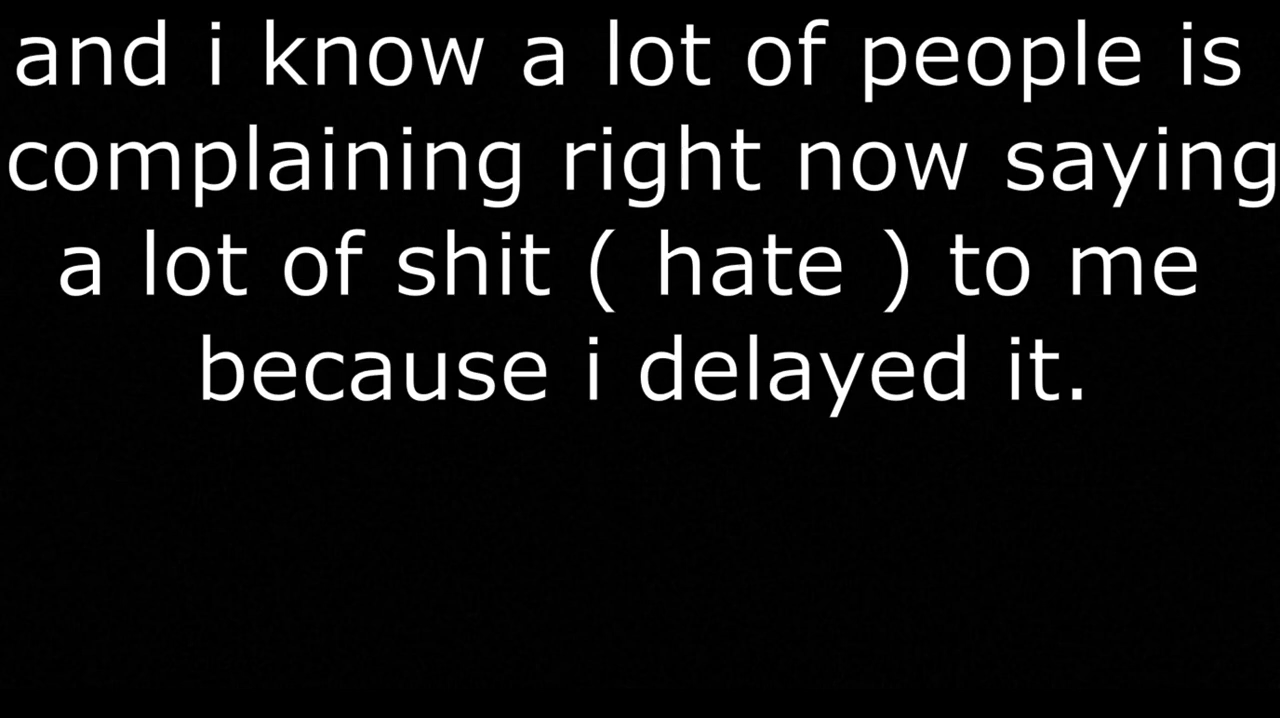 and i know a lot of people is
complaining right now saying
a lot of shit ( hate ) to me
because i delayed it.